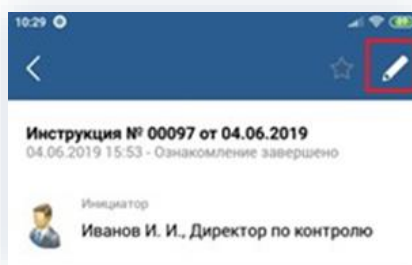 10:29
Инструкция № 00097 от 04.06.2019
04.06.2019 15:53 - Ознакомление завершено
Инициатор
Иванов И. И., Директор по контролю